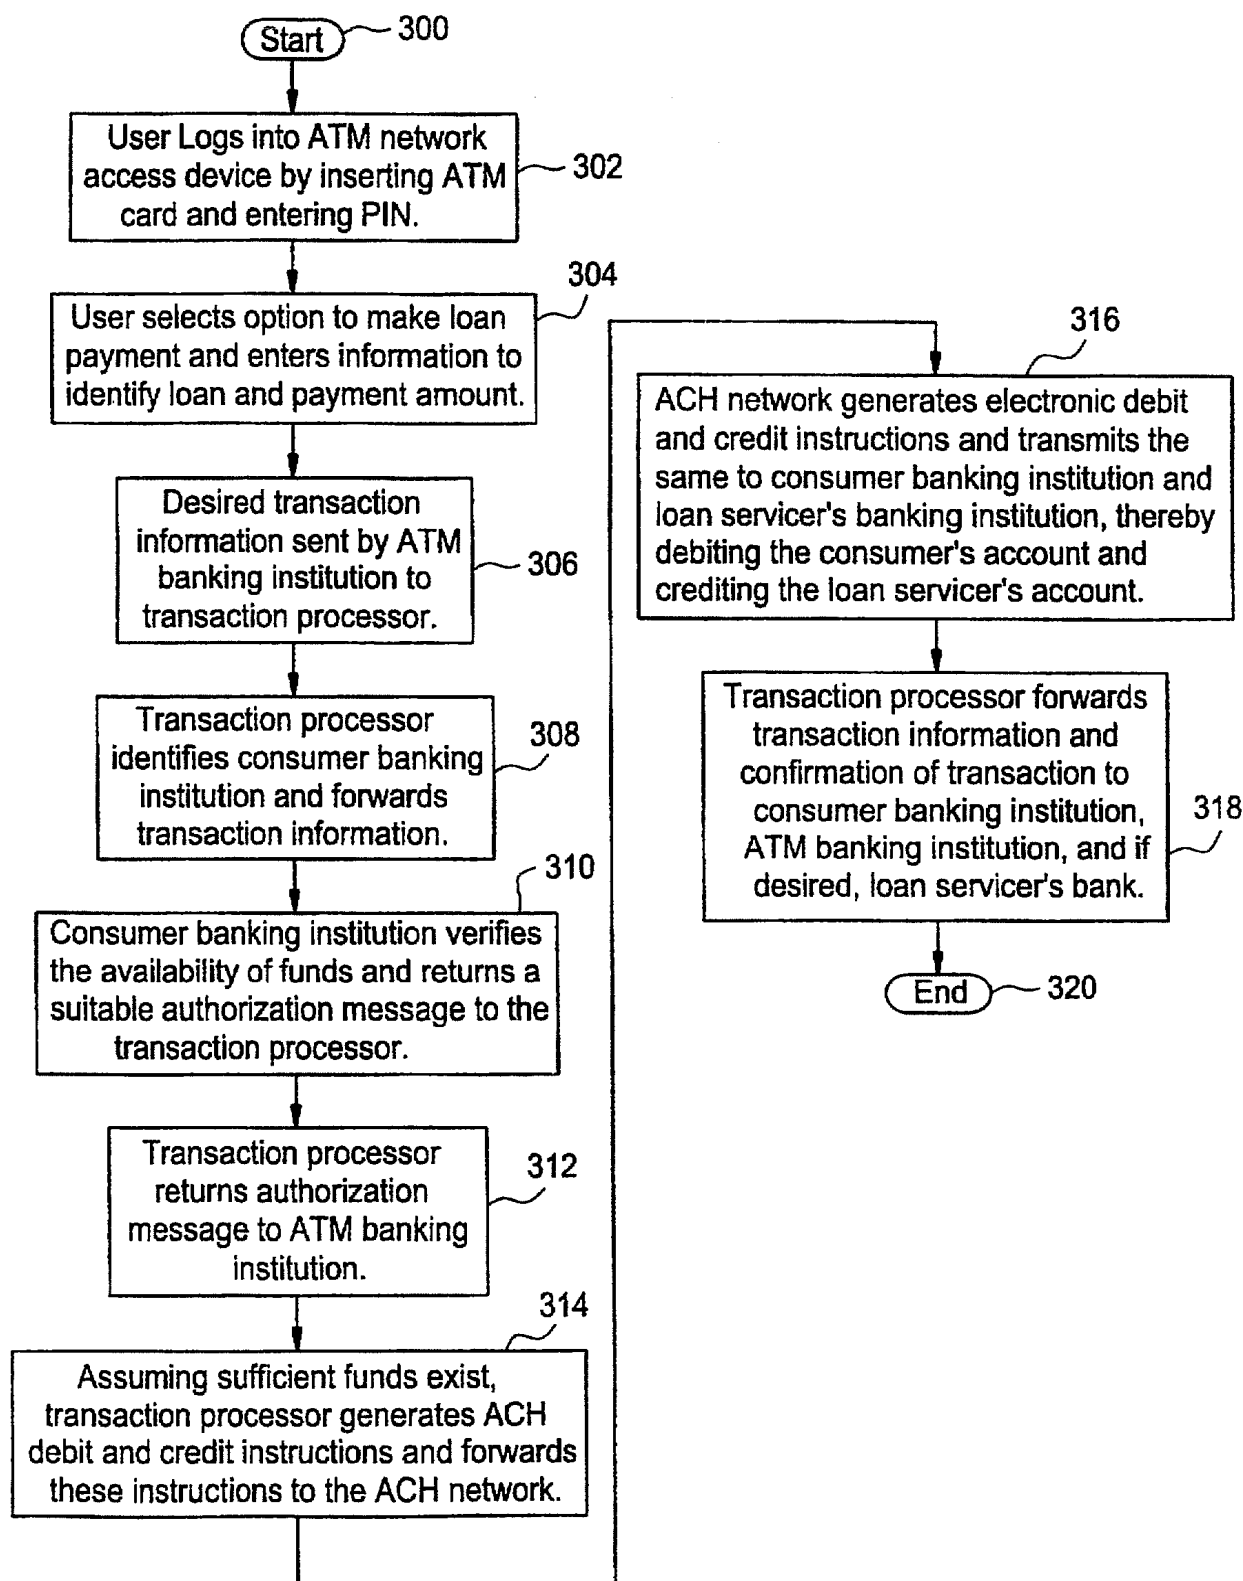 Start
300
User Logs into ATM network
access device by inserting ATM
card and entering PIN.
302
304
User selects option to make loan
payment and enters information to
identify loan and payment amount.
Desired transaction
information sent by ATM
banking institution to
transaction processor.
306
Transaction processor
identifies consumer banking
institution and forwards
transaction information.
308
310
Consumer banking institution verifies
the availability of funds and returns a
suitable authorization message to the
transaction processor.
Transaction processor
returns authorization
message to ATM banking
institution.
312
314
Assuming sufficient funds exist,
transaction processor generates ACH
debit and credit instructions and forwards
these instructions to the ACH network.
316
ACH network generates electronic debit
and credit instructions and transmits the
same to consumer banking institution and
loan servicer's banking institution, thereby
debiting the consumer's account and
crediting the loan servicer's account.
Transaction processor forwards
transaction information and
confirmation of transaction to
consumer banking institution,
ATM banking institution, and if
desired, loan servicer's bank.
318
End
320